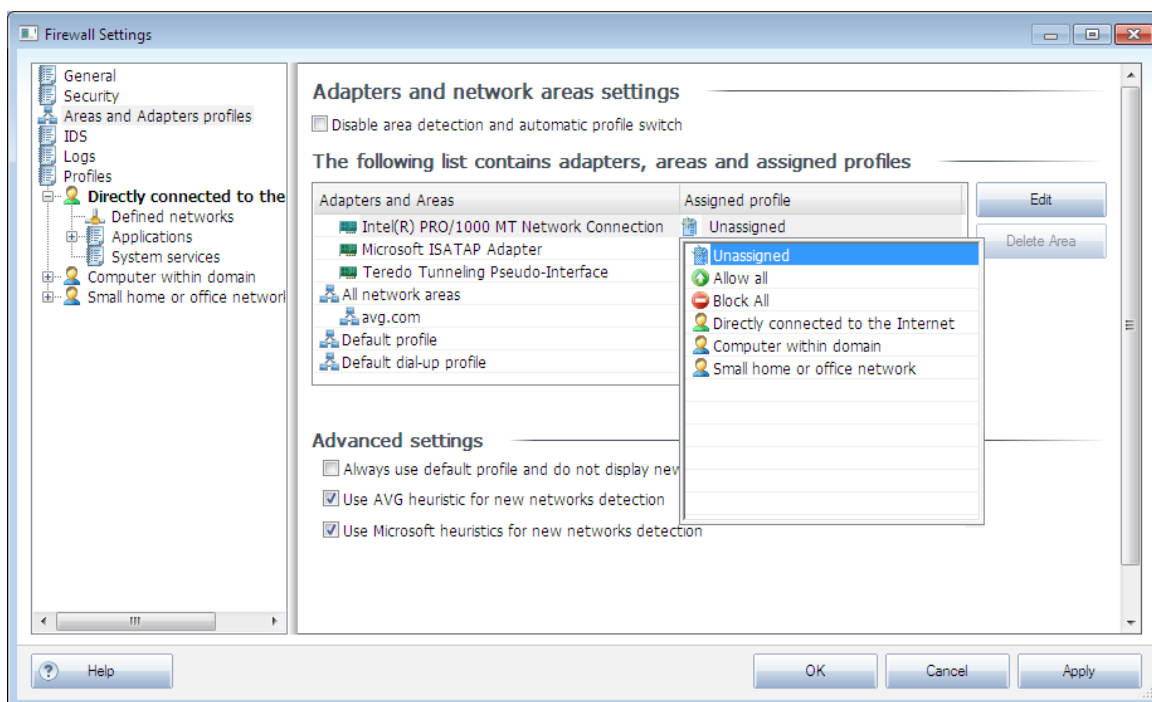 Firewall Settings
General
Security
Areas and Adapters profiles
IDS
Logs
Profiles
Directly connected to the
Defined networks
Applications
System services
Computer within domain
Small home or office networ
Adapters and network areas settings
Disable area detection and automatic profile switch
The following list contains adapters, areas and assigned profiles
Adapters and Areas Assigned profile
Intel(R) PRO/1000 MT Network Connection Unassigned
Microsoft ISATAP Adapter
Teredo Tunneling Pseudo-Interface
All network areas
avg.com
Default profile
Default dial-up profile
Unassigned
Allow all
Block All
Directly connected to the Internet
Computer within domain
Small home or office network
Edit
Delete Area
Advanced settings
Always use default profile and do not display new
Use AVG heuristic for new networks detection
Use Microsoft heuristics for new networks detection
Help OK Cancel Apply